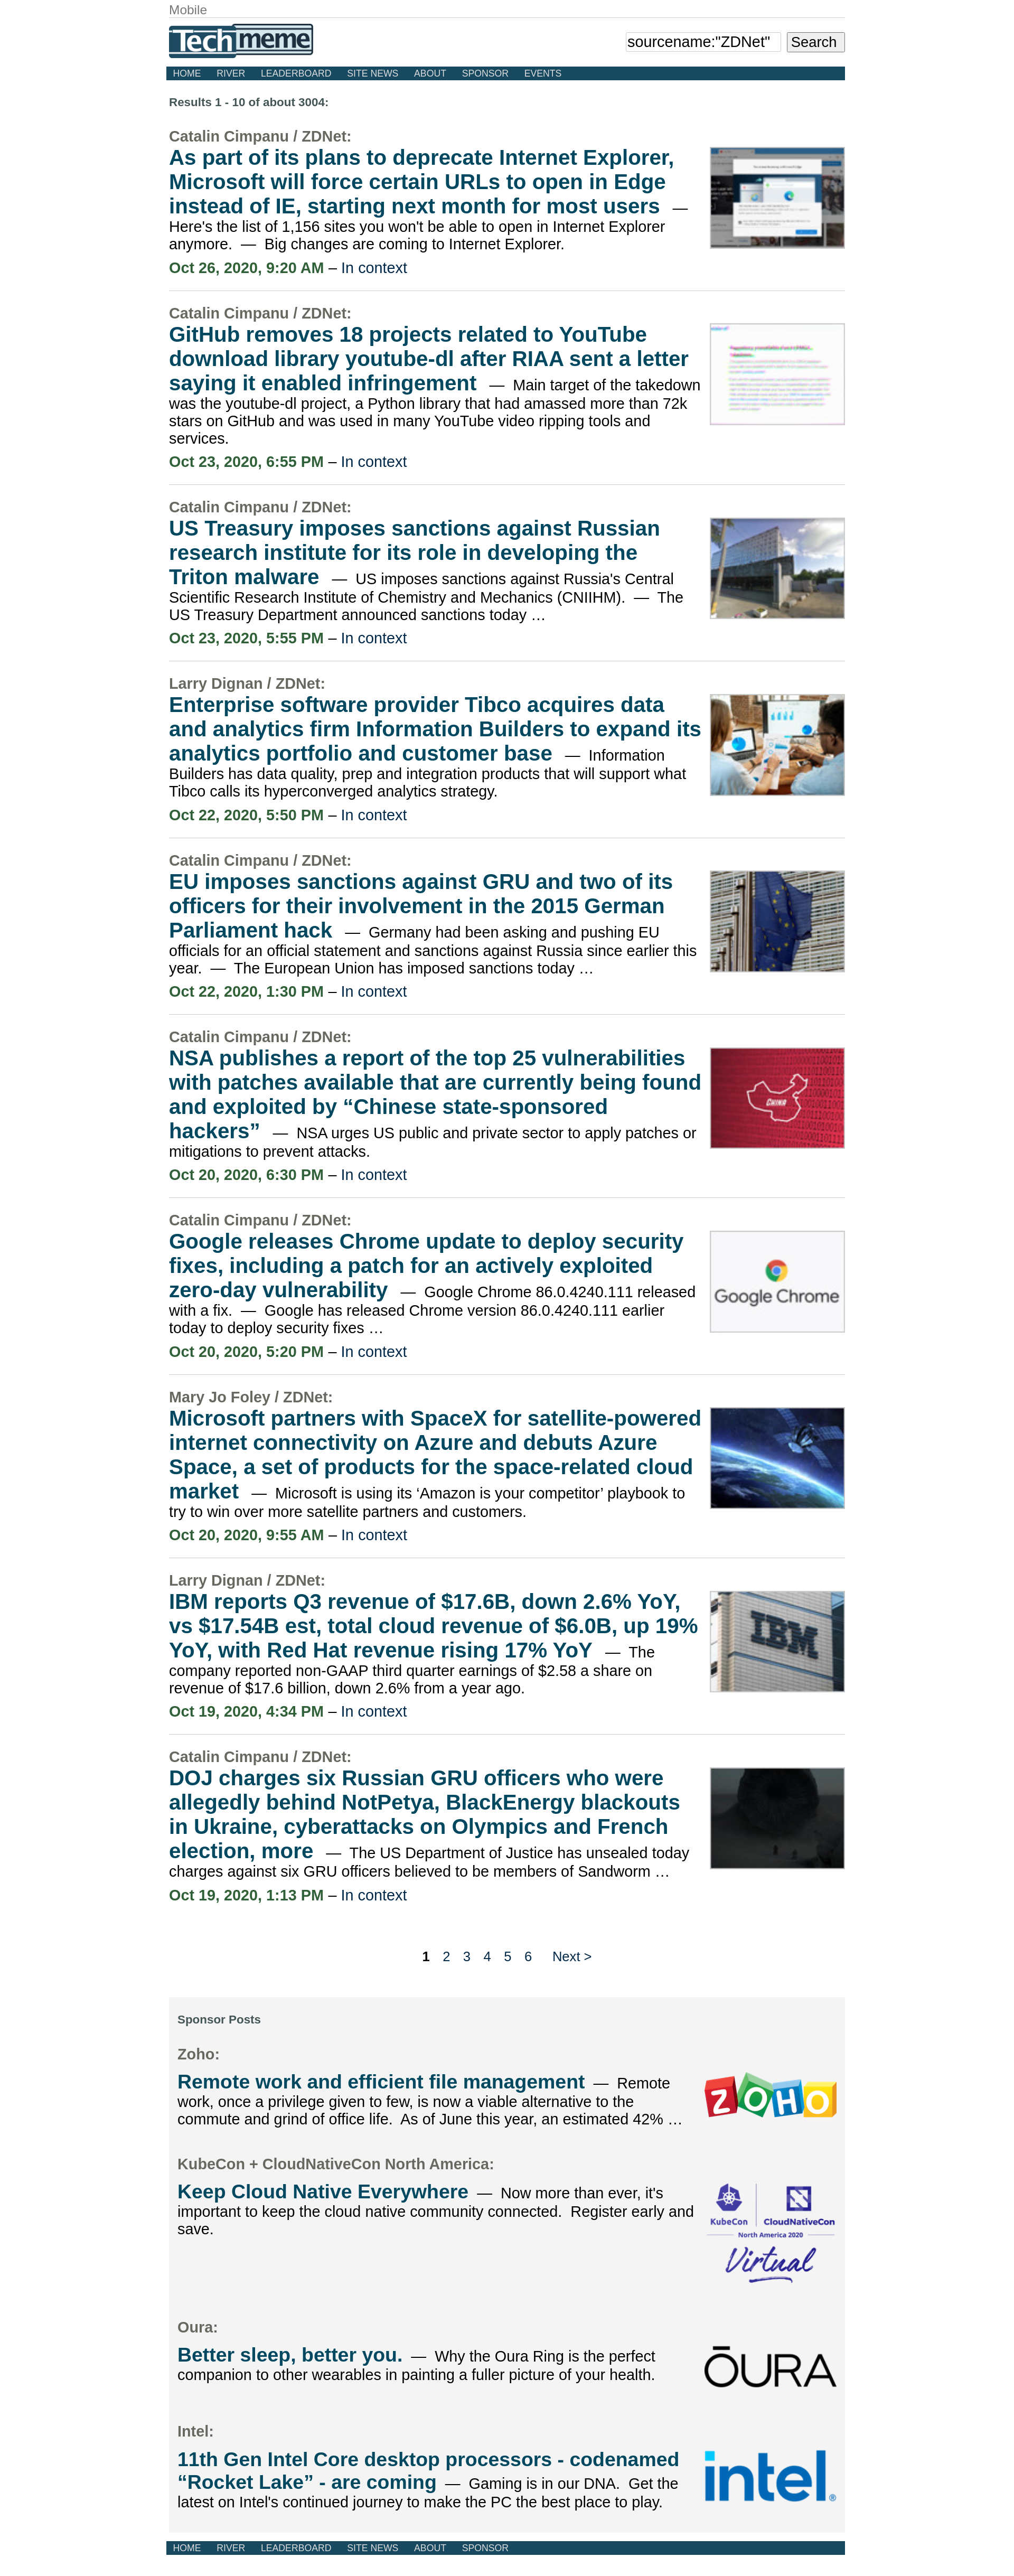 Mobile
Techmeme
sourcename:"ZDNet"
Search
HOME RIVER LEADERBOARD SITE NEWS ABOUT SPONSOR EVENTS
Results 1 - 10 of about 3004:
Catalin Cimpanu / ZDNet:
As part of its plans to deprecate Internet Explorer,
Microsoft will force certain URLs to open in Edge
instead of IE, starting next month for most users —
Here's the list of 1,156 sites you won't be able to open in Internet Explorer
anymore. — Big changes are coming to Internet Explorer.
Oct 26, 2020, 9:20 AM – In context
Catalin Cimpanu / ZDNet:
GitHub removes 18 projects related to YouTube
download library youtube-dl after RIAA sent a letter
saying it enabled infringement — Main target of the takedown
was the youtube-dl project, a Python library that had amassed more than 72k
stars on GitHub and was used in many YouTube video ripping tools and
services.
Oct 23, 2020, 6:55 PM – In context
Catalin Cimpanu / ZDNet:
US Treasury imposes sanctions against Russian
research institute for its role in developing the
Triton malware — US imposes sanctions against Russia's Central
Scientific Research Institute of Chemistry and Mechanics (CNIIHM). — The
US Treasury Department announced sanctions today …
Oct 23, 2020, 5:55 PM – In context
Larry Dignan / ZDNet:
Enterprise software provider Tibco acquires data
and analytics firm Information Builders to expand its
analytics portfolio and customer base — Information
Builders has data quality, prep and integration products that will support what
Tibco calls its hyperconverged analytics strategy.
Oct 22, 2020, 5:50 PM – In context
Catalin Cimpanu / ZDNet:
EU imposes sanctions against GRU and two of its
officers for their involvement in the 2015 German
Parliament hack — Germany had been asking and pushing EU
officials for an official statement and sanctions against Russia since earlier this
year. — The European Union has imposed sanctions today …
Oct 22, 2020, 1:30 PM – In context
Catalin Cimpanu / ZDNet:
NSA publishes a report of the top 25 vulnerabilities
with patches available that are currently being found
and exploited by “Chinese state-sponsored
hackers” — NSA urges US public and private sector to apply patches or
mitigations to prevent attacks.
CHINA
Oct 20, 2020, 6:30 PM – In context
Catalin Cimpanu / ZDNet:
Google releases Chrome update to deploy security
fixes, including a patch for an actively exploited
zero-day vulnerability — Google Chrome 86.0.4240.111 released
with a fix. — Google has released Chrome version 86.0.4240.111 earlier
today to deploy security fixes …
Google Chrome
Oct 20, 2020, 5:20 PM – In context
Mary Jo Foley / ZDNet:
Microsoft partners with SpaceX for satellite-powered
internet connectivity on Azure and debuts Azure
Space, a set of products for the space-related cloud
market — Microsoft is using its ‘Amazon is your competitor’ playbook to
try to win over more satellite partners and customers.
Oct 20, 2020, 9:55 AM – In context
Larry Dignan / ZDNet:
IBM reports Q3 revenue of $17.6B, down 2.6% YoY,
vs $17.54B est, total cloud revenue of $6.0B, up 19%
YoY, with Red Hat revenue rising 17% YoY — The
company reported non-GAAP third quarter earnings of $2.58 a share on
revenue of $17.6 billion, down 2.6% from a year ago.
IBM
Oct 19, 2020, 4:34 PM – In context
Catalin Cimpanu / ZDNet:
DOJ charges six Russian GRU officers who were
allegedly behind NotPetya, BlackEnergy blackouts
in Ukraine, cyberattacks on Olympics and French
election, more — The US Department of Justice has unsealed today
charges against six GRU officers believed to be members of Sandworm …
Oct 19, 2020, 1:13 PM – In context
1 2 3 4 5 6 Next >
Sponsor Posts
Zoho:
Remote work and efficient file management — Remote
work, once a privilege given to few, is now a viable alternative to the
commute and grind of office life. As of June this year, an estimated 42% …
ZOHO
KubeCon + CloudNativeCon North America:
Keep Cloud Native Everywhere — Now more than ever, it's
important to keep the cloud native community connected. Register early and
save.
KubeCon CloudNativeCon
North America 2020
Virtual
Oura:
Better sleep, better you. — Why the Oura Ring is the perfect
companion to other wearables in painting a fuller picture of your health.
ŌURA
Intel:
11th Gen Intel Core desktop processors - codenamed
“Rocket Lake” - are coming — Gaming is in our DNA. Get the
latest on Intel's continued journey to make the PC the best place to play.
intel®
HOME RIVER LEADERBOARD SITE NEWS ABOUT SPONSOR